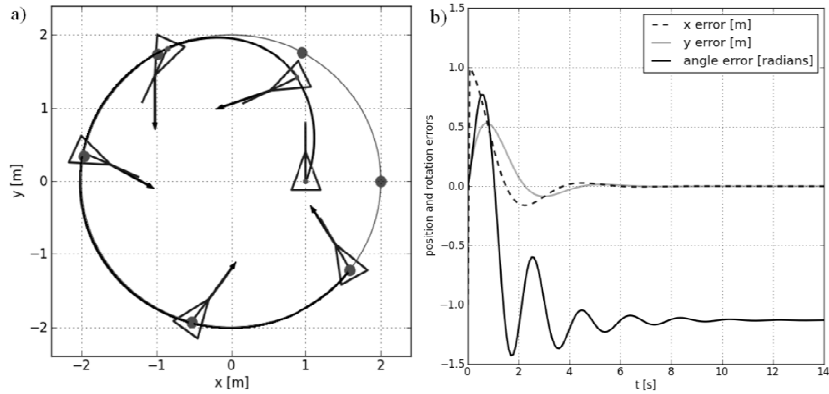 a)
2
1
0
−1
−2
y [m]
−2
−1
0
1
2
x [m]
b)
1.5
1.0
0.5
0.0
−0.5
−1.0
−1.5
position and rotation errors
x error [m]
y error [m]
angle error [radians]
0
2
4
6
8
10
12
14
t [s]